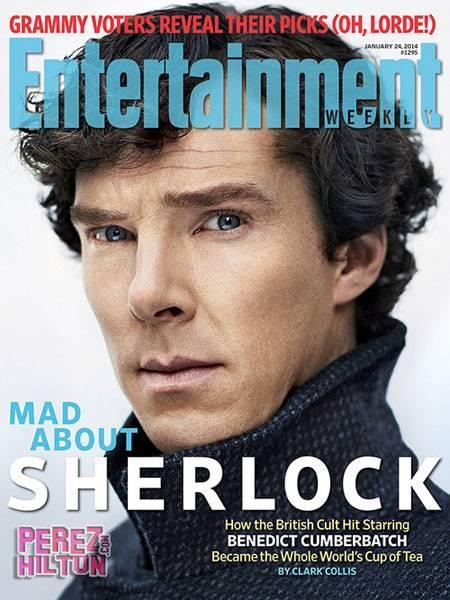 GRAMMY VOTERS REVEAL THEIR PICKS (OH, LORDE!)
JANUARY 24, 2014
#1295
Entertainment
WEEKLY
MAD
ABOUT
SHERLOCK
How the British Cult Hit Starring
BENEDICT CUMBERBATCH
Became the Whole World's Cup of Tea
BY CLARK COLLIS
PEREZ
HILTON
.COM